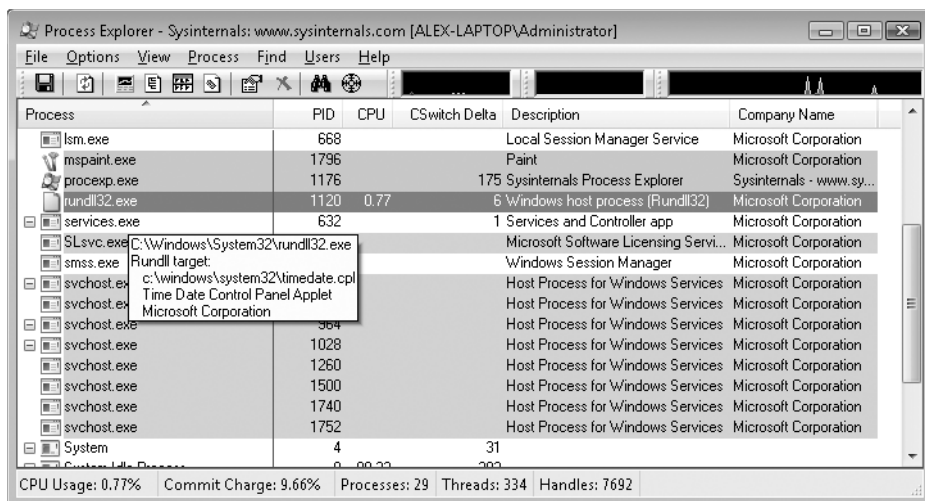 Process Explorer - Sysinternals: www.sysinternals.com [ALEX-LAPTOP\Administrator]
File Options View Process Find Users Help
Process PID CPU CSwitch Delta Description Company Name
lsm.exe 668 Local Session Manager Service Microsoft Corporation
mspaint.exe 1796 Paint Microsoft Corporation
procexp.exe 1176 175 Sysinternals Process Explorer Sysinternals - www.sy...
rundll32.exe 1120 0.77 6 Windows host process (Rundll32) Microsoft Corporation
services.exe 632 1 Services and Controller app Microsoft Corporation
SLsvc.exe Microsoft Software Licensing Servi... Microsoft Corporation
smss.exe Windows Session Manager Microsoft Corporation
svchost.exe Host Process for Windows Services Microsoft Corporation
svchost.exe Host Process for Windows Services Microsoft Corporation
svchost.exe 964 Host Process for Windows Services Microsoft Corporation
svchost.exe 1028 Host Process for Windows Services Microsoft Corporation
svchost.exe 1260 Host Process for Windows Services Microsoft Corporation
svchost.exe 1500 Host Process for Windows Services Microsoft Corporation
svchost.exe 1740 Host Process for Windows Services Microsoft Corporation
svchost.exe 1752 Host Process for Windows Services Microsoft Corporation
System 4 31
C:\Windows\System32\rundll32.exe
Rundll target:
c:\windows\system32\timedate.cpl
Time Date Control Panel Applet
Microsoft Corporation
CPU Usage: 0.77% Commit Charge: 9.66% Processes: 29 Threads: 334 Handles: 7692